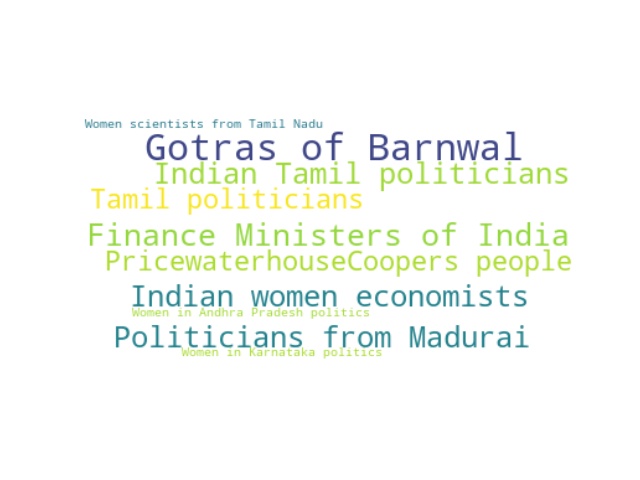 Women scientists from Tamil Nadu
Gotras of Barnwal
Indian Tamil politicians
Tamil politicians
Finance Ministers of India
PricewaterhouseCoopers people
Indian women economists
Women in Andhra Pradesh politics
Politicians from Madurai
Women in Karnataka politics